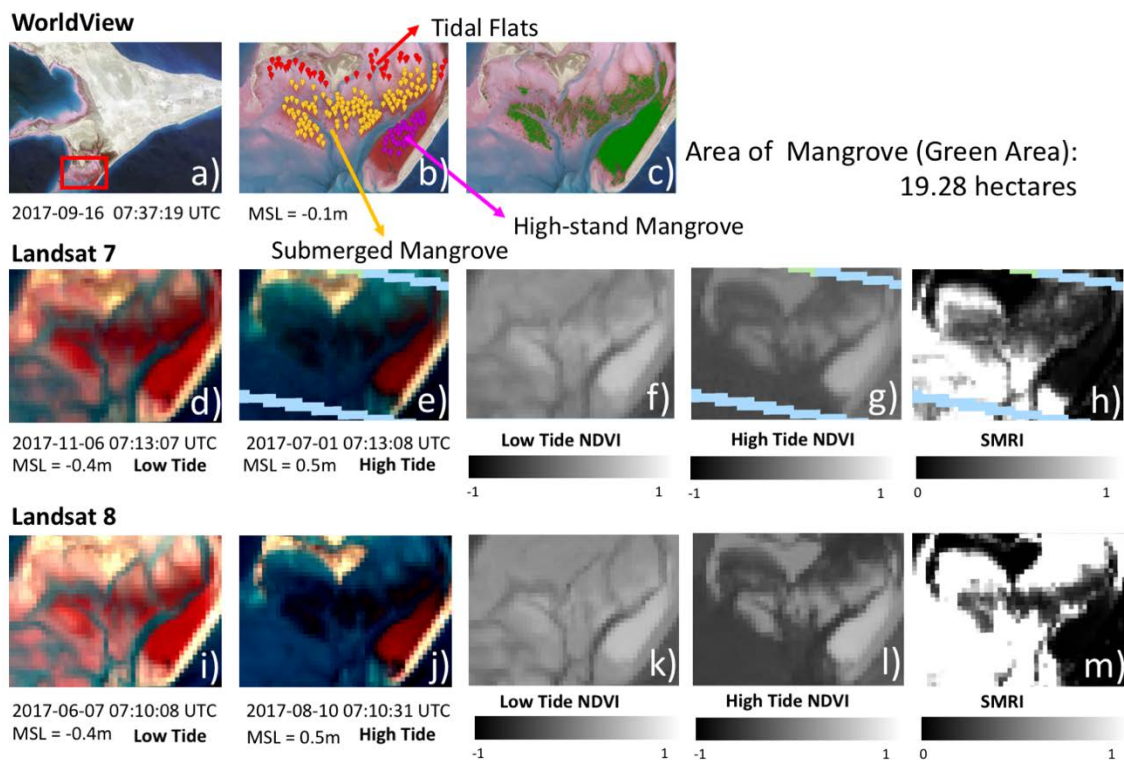 WorldView
Tidal Flats
a)
b)
c)
Area of Mangrove (Green Area):
19.28 hectares
2017-09-16 07:37:19 UTC
MSL = -0.1m
High-stand Mangrove
Submerged Mangrove
Landsat 7
d)
e)
f)
g)
h)
2017-11-06 07:13:07 UTC
MSL = -0.4m Low Tide
2017-07-01 07:13:08 UTC
MSL = 0.5m High Tide
Low Tide NDVI
-1 1
High Tide NDVI
-1 1
SMRI
0 1
Landsat 8
i)
j)
k)
l)
m)
2017-06-07 07:10:08 UTC
MSL = -0.4m Low Tide
2017-08-10 07:10:31 UTC
MSL = 0.5m High Tide
Low Tide NDVI
-1 1
High Tide NDVI
-1 1
SMRI
0 1